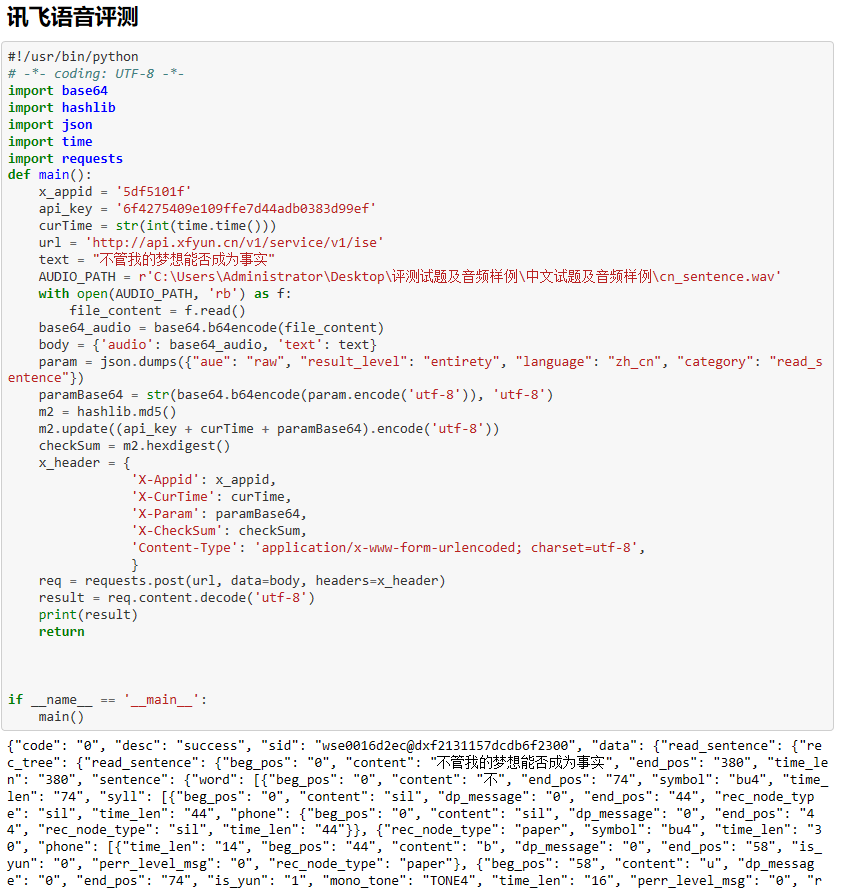 讯飞语音评测
#!/usr/bin/python
# -*- coding: UTF-8 -*-
import base64
import hashlib
import json
import time
import requests
def main():
    x_appid = '5df5101f'
    api_key = '6f4275409e109ffe7d44adb0383d99ef'
    curTime = str(int(time.time()))
    url = 'http://api.xfyun.cn/v1/service/v1/ise'
    text = "不管我的梦想能否成为事实"
    AUDIO_PATH = r'C:\Users\Administrator\Desktop\评测试题及音频样例\中文试题及音频样例\cn_sentence.wav'
    with open(AUDIO_PATH, 'rb') as f:
        file_content = f.read()
    base64_audio = base64.b64encode(file_content)
    body = {'audio': base64_audio, 'text': text}
    param = json.dumps({"aue": "raw", "result_level": "entirety", "language": "zh_cn", "category": "read_s
entence"})
    paramBase64 = str(base64.b64encode(param.encode('utf-8')), 'utf-8')
    m2 = hashlib.md5()
    m2.update((api_key + curTime + paramBase64).encode('utf-8'))
    checkSum = m2.hexdigest()
    x_header = {
                'X-Appid': x_appid,
                'X-CurTime': curTime,
                'X-Param': paramBase64,
                'X-CheckSum': checkSum,
                'Content-Type': 'application/x-www-form-urlencoded; charset=utf-8',
                }
    req = requests.post(url, data=body, headers=x_header)
    result = req.content.decode('utf-8')
    print(result)
    return
if __name__ == '__main__':
    main()
{"code": "0", "desc": "success", "sid": "wse0016d2ec@dxf2131157dcdb6f2300", "data": {"read_sentence": {"re
c_tree": {"read_sentence": {"beg_pos": "0", "content": "不管我的梦想能否成为事实", "end_pos": "380", "time_le
n": "380", "sentence": {"word": [{"beg_pos": "0", "content": "不", "end_pos": "74", "symbol": "bu4", "time_
len": "74", "syll": [{"beg_pos": "0", "content": "sil", "dp_message": "0", "end_pos": "44", "rec_node_typ
e": "sil", "time_len": "44", "phone": {"beg_pos": "0", "content": "sil", "dp_message": "0", "end_pos": "4
4", "rec_node_type": "sil", "time_len": "44"}}, {"rec_node_type": "paper", "symbol": "bu4", "time_len": "3
0", "phone": [{"time_len": "14", "beg_pos": "44", "content": "b", "dp_message": "0", "end_pos": "58", "is_
yun": "0", "perr_level_msg": "0", "rec_node_type": "paper"}, {"beg_pos": "58", "content": "u", "dp_messag
e": "0", "end_pos": "74", "is_yun": "1", "mono_tone": "TONE4", "time_len": "16", "perr_level_msg": "0", "r